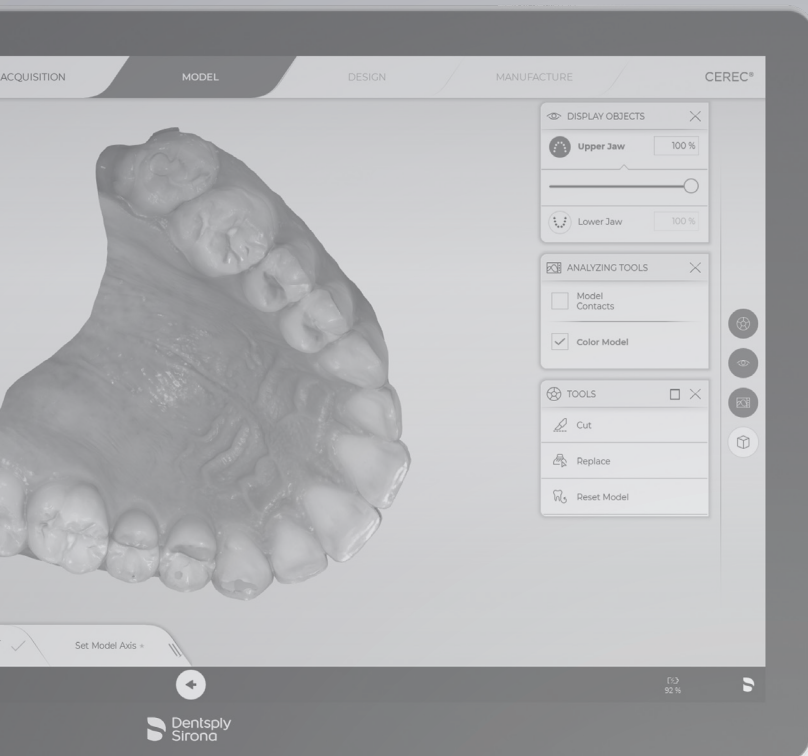 ACQUISITION
MODEL
DESIGN
MANUFACTURE
CEREC®
DISPLAY OBJECTS
Upper Jaw
100 %
Lower Jaw
100 %
ANALYZING TOOLS
Model
Contacts
Color Model
TOOLS
Cut
Replace
Reset Model
Set Model Axis
92 %
Dentsply
Sirona